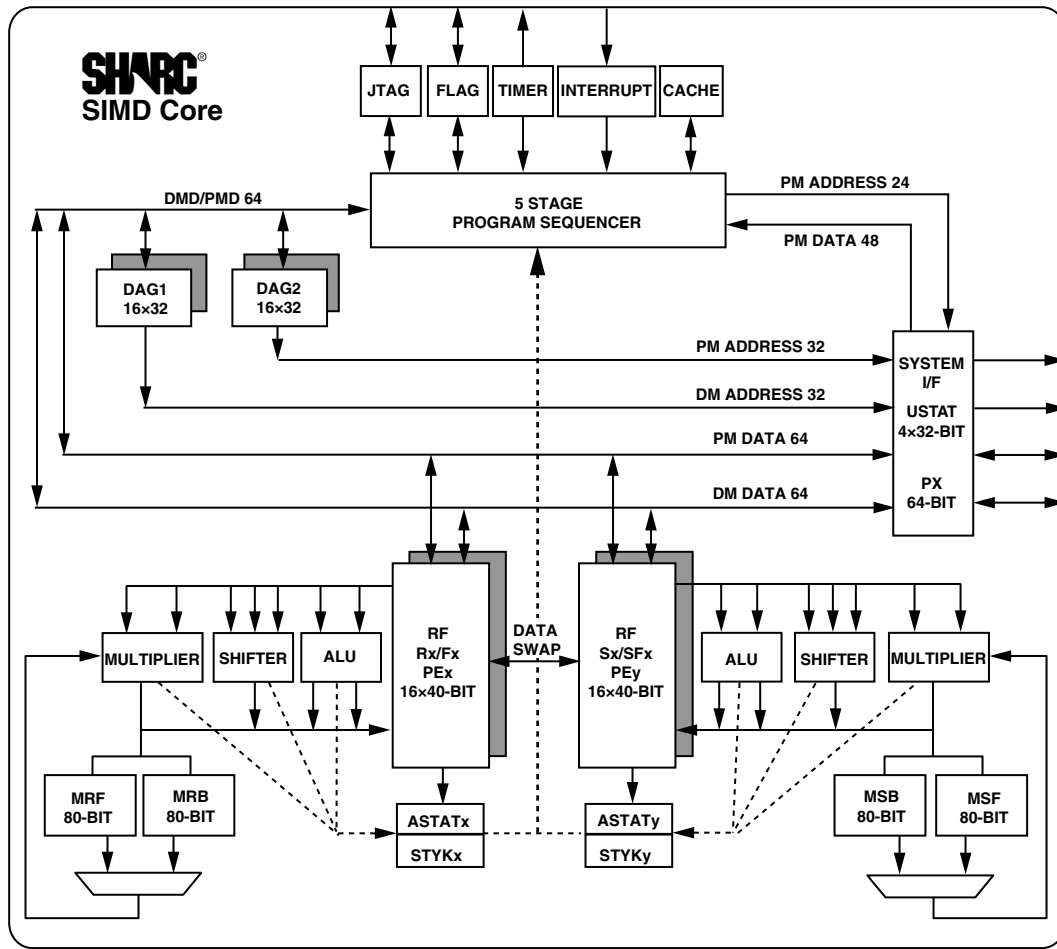 SHARC®
SIMD Core
JTAG
FLAG
TIMER
INTERRUPT
CACHE
5 STAGE
PROGRAM SEQUENCER
DMD/PMD 64
PM ADDRESS 24
PM DATA 48
DAG1
16×32
DAG2
16×32
PM ADDRESS 32
DM ADDRESS 32
PM DATA 64
DM DATA 64
SYSTEM
I/F
USTAT
4×32-BIT
PX
64-BIT
MULTIPLIER
SHIFTER
ALU
RF
Rx/Fx
PEx
16×40-BIT
DATA
SWAP
RF
Sx/SFx
PEy
16×40-BIT
ALU
SHIFTER
MULTIPLIER
MRF
80-BIT
MRB
80-BIT
ASTATx
STYKx
ASTATy
STYKy
MSB
80-BIT
MSF
80-BIT